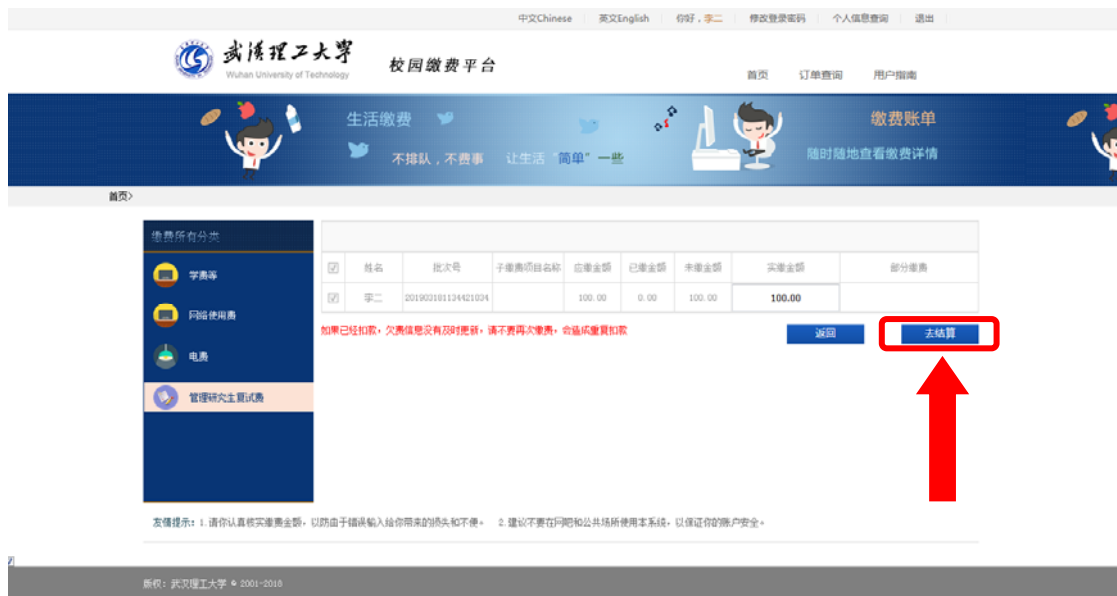 中文Chinese 英文English 你好，李二 修改登录密码 个人信息查询 退出
武汉理工大学
Wuhan University of Technology
校园缴费平台
首页 订单查询 用户指南
生活缴费
不排队，不费事 让生活“简单”一些
缴费账单
随时随地查看缴费详情
首页>
缴费所有分类
学费等
网络使用费
电费
管理研究生复试费
姓名 批次号 子缴费项目名称 应缴金额 已缴金额 未缴金额 实缴金额 部分缴费
李二 201903181134421034 100.00 0.00 100.00 100.00
如果已经扣款，欠费信息没有及时更新，请不要再次缴费，会造成重复扣款
返回 去结算
友情提示：1.请你认真核实缴费金额，以防由于错误输入给你带来的损失和不便。 2.建议不要在网吧和公共场所使用本系统，以保证你的账户安全。
版权：武汉理工大学 © 2001-2018